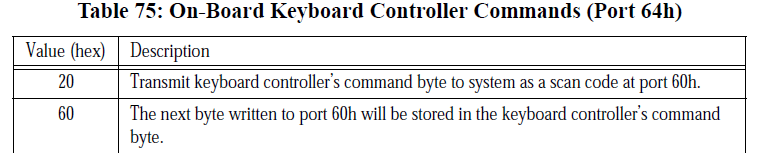 Table 75: On-Board Keyboard Controller Commands (Port 64h)
Value (hex) Description
20 Transmit keyboard controller's command byte to system as a scan code at port 60h.
60 The next byte written to port 60h will be stored in the keyboard controller's command
byte.